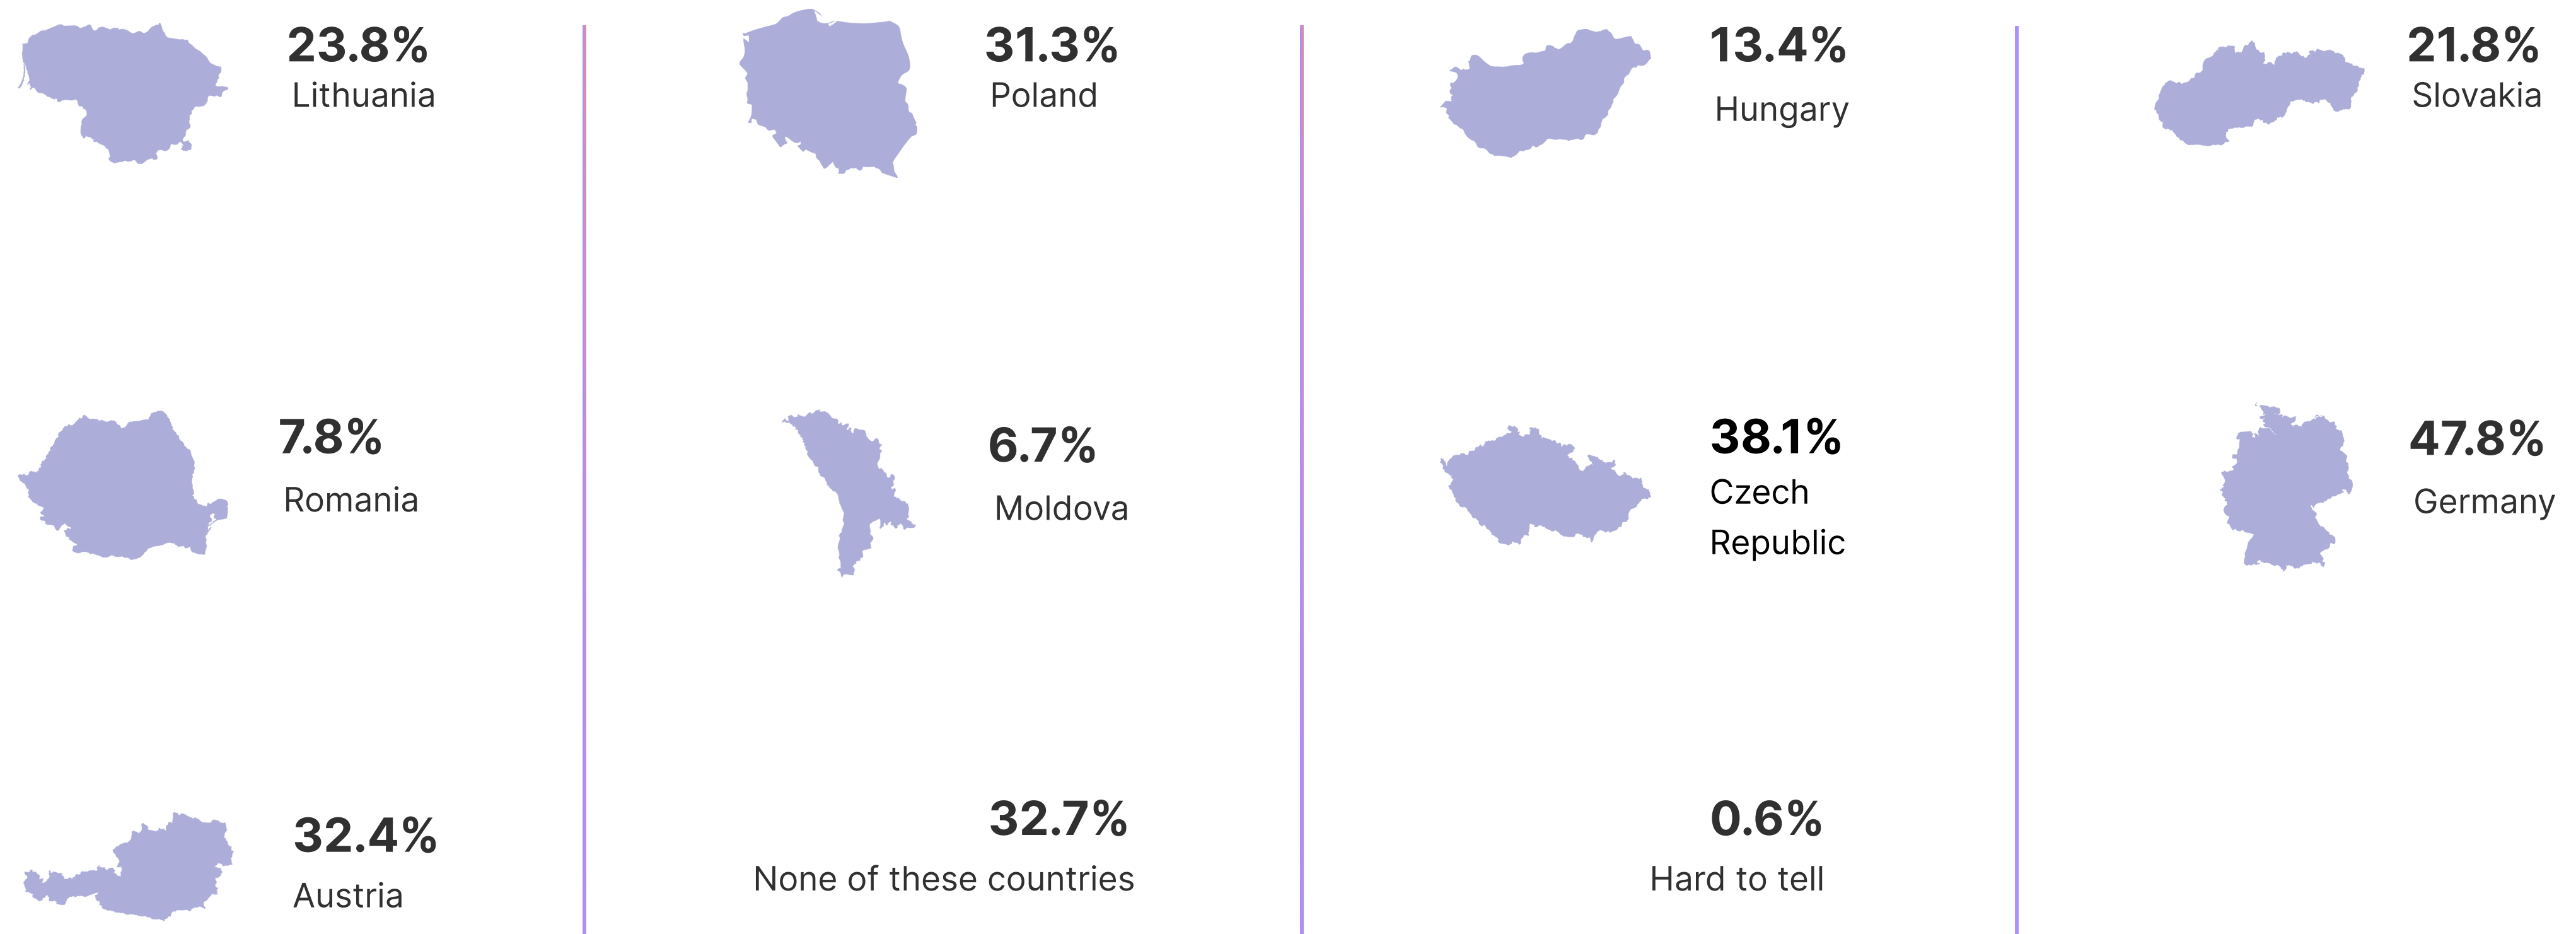 23.8%
Lithuania
31.3%
Poland
13.4%
Hungary
21.8%
Slovakia
7.8%
Romania
6.7%
Moldova
38.1%
Czech
Republic
47.8%
Germany
32.4%
Austria
32.7%
None of these countries
0.6%
Hard to tell